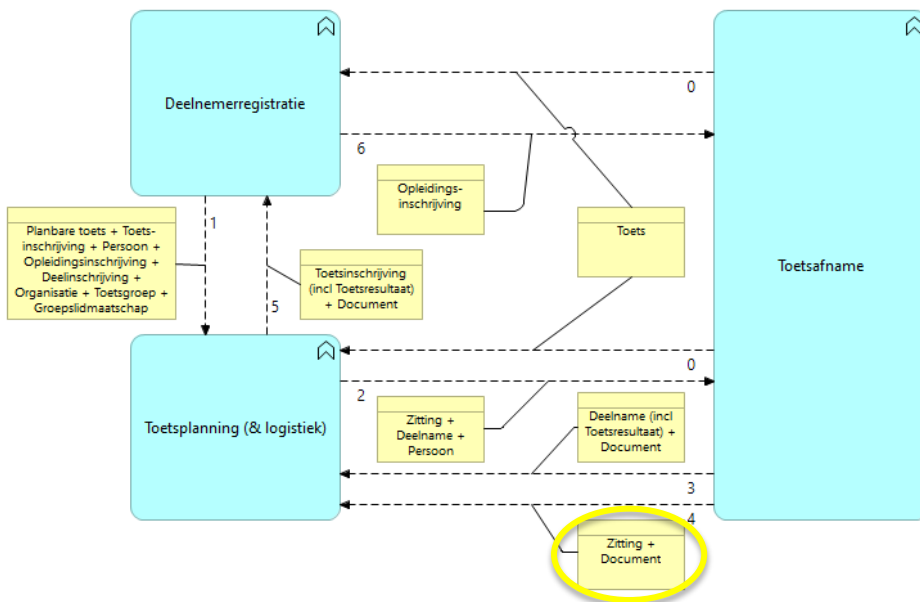 Deelnemerregistratie
0
6
Opleidings-
inschrijving
Toets
1
Planbare toets + Toets-
inschrijving + Persoon +
Opleidingsinschrijving +
Deelinschrijving +
Organisatie + Toetsgroep +
Groepslidmaatschap
Toetsinschrijving
(incl Toetsresultaat)
+ Document
5
Toetsafname
0
2
Toetsplanning (& logistiek)
Zitting +
Deelname +
Persoon
Deelname (incl
Toetsresultaat) +
Document
3
4
Zitting +
Document